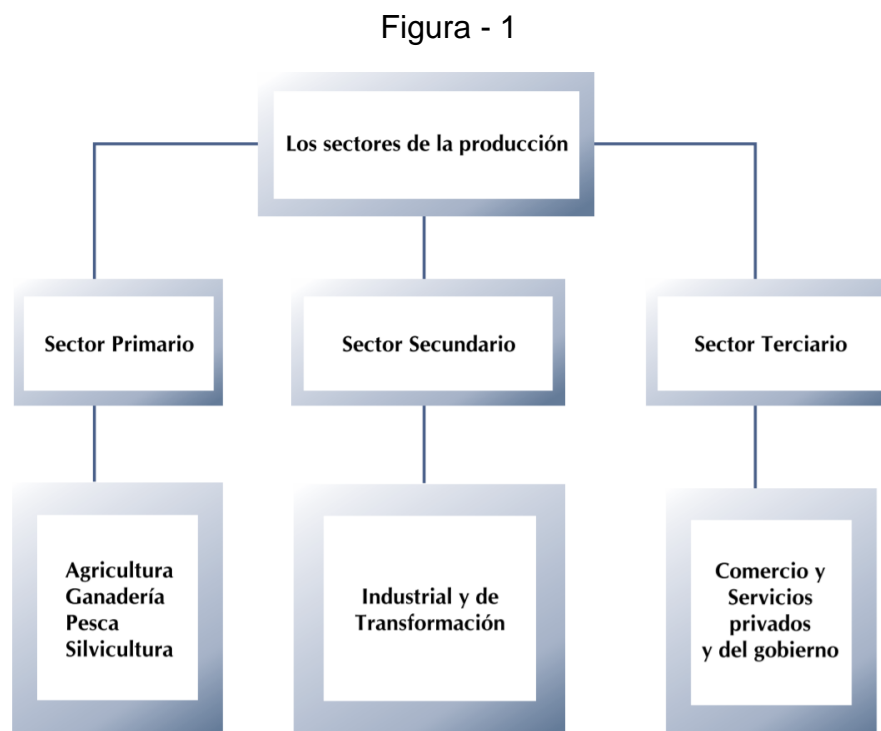 Figura - 1
Los sectores de la producción
Sector Primario
Sector Secundario
Sector Terciario
Agricultura
Ganadería
Pesca
Silvicultura
Industrial y de
Transformación
Comercio y
Servicios
privados
y del gobierno